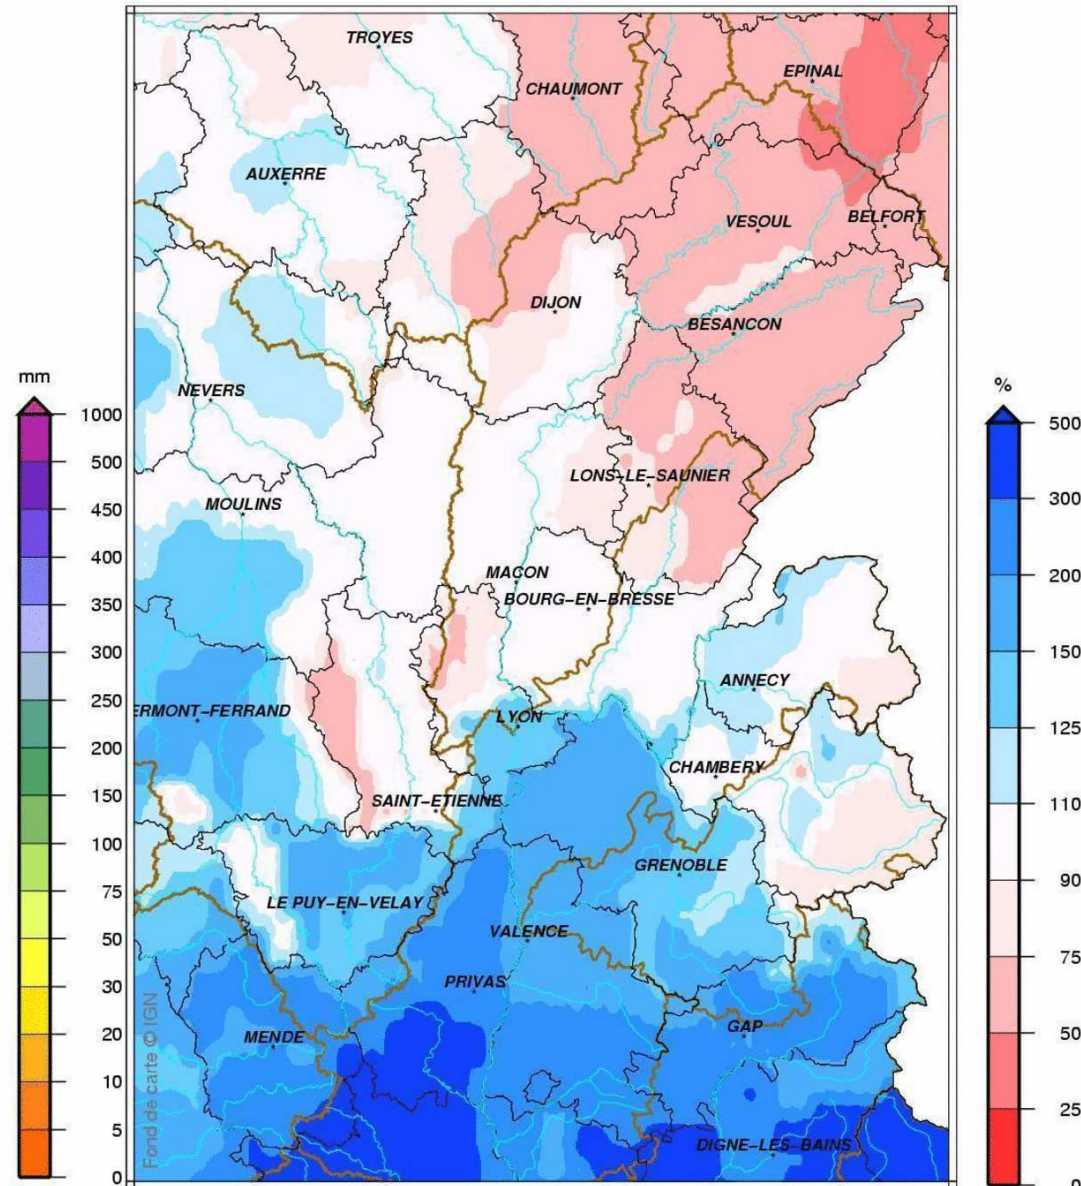 TROYES
CHAUMONT
EPINAL
AUXERRE
VESOUL
BELFORT
DIJON
BESANCON
NEVERS
LONS-LE-SAUNIER
MOULINS
MACON
BOURG-EN-BRESSE
ANNECY
ERMONT-FERRAND
LYON
CHAMBERY
SAINT-ETIENNE
GRENOBLE
LE PUY-EN-VELAY
VALENCE
PRIVAS
GAP
MENDE
DIGNE-LES-BAINS
Fond de carte © IGN
mm
1000
500
450
400
350
300
250
200
150
100
75
50
30
20
10
5
0
%
500
300
200
150
125
110
90
75
50
25
0